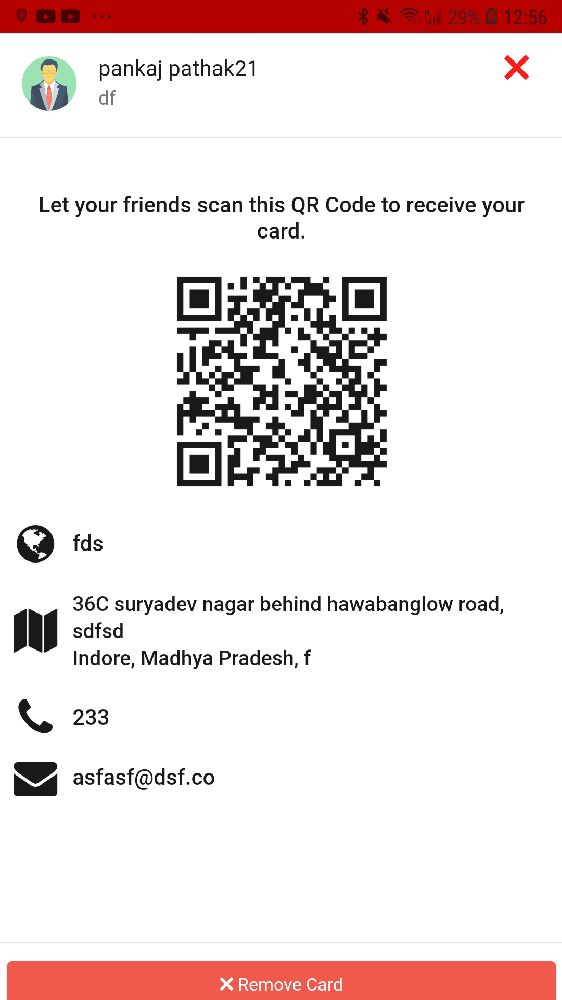 29% 12:56
pankaj pathak21
df
Let your friends scan this QR Code to receive your
card.
fds
36C suryadev nagar behind hawabanglow road,
sdfsd
Indore, Madhya Pradesh, f
233
asfasf@dsf.co
Remove Card